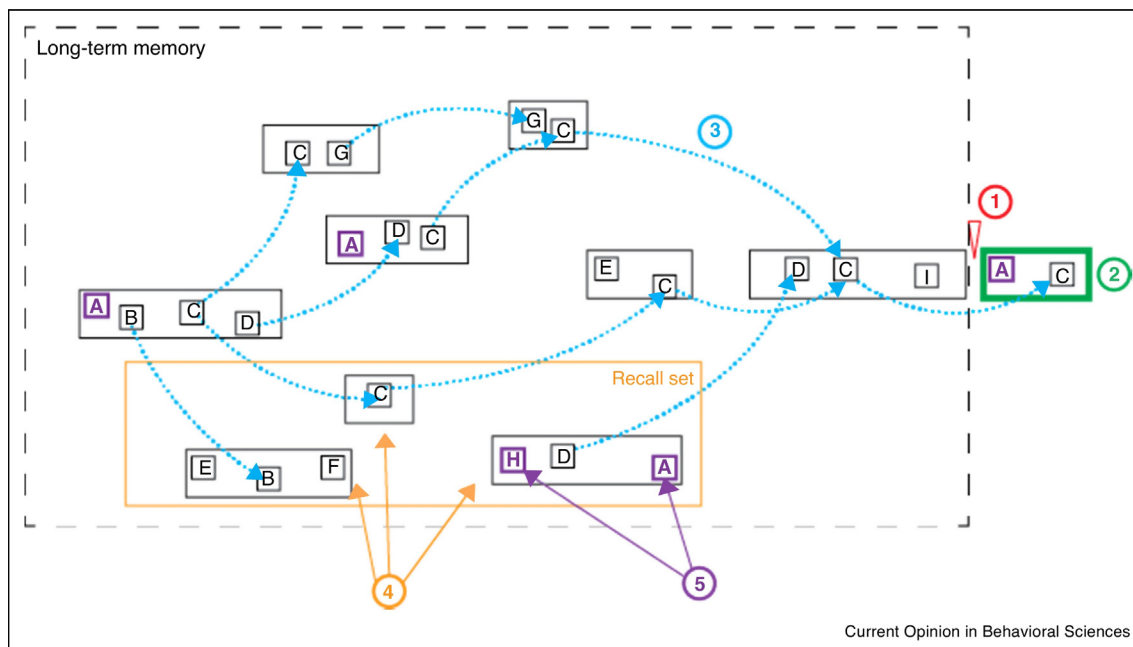 Long-term memory
G
C
C G
3
A D C
1
E C
D C I
A C
2
A B C D
Recall set
C
E B F
H D A
4
5
Current Opinion in Behavioral Sciences